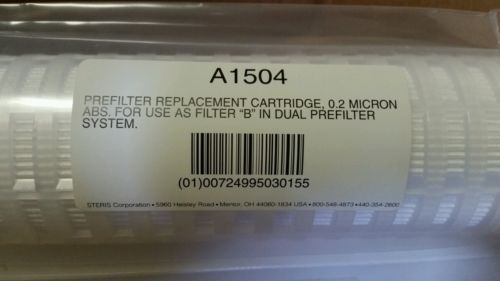 A1504
PREFILTER REPLACEMENT CARTRIDGE, 0.2 MICRON
ABS. FOR USE AS FILTER "B" IN DUAL PREFILTER
SYSTEM.
(01)00724995030155
STERIS Corporation • 5960 Heisley Road • Mentor, OH 44060-1834 USA • 800-548-4873 • 440-354-2600